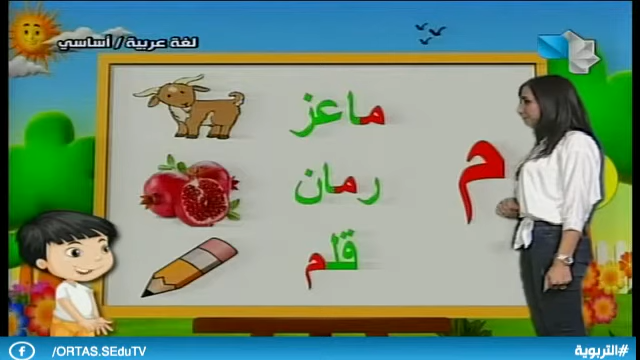 لغة عربية / أساسي
ماعز
رمان
قلم
م
/ORTAS.SEduTV
#التربوية